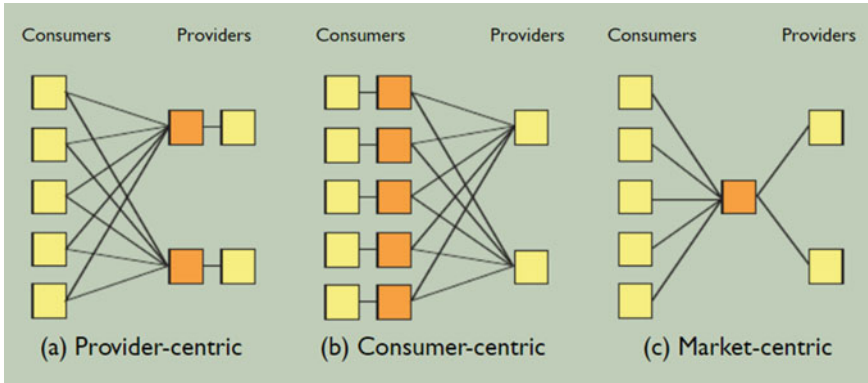 Consumers Providers Consumers Providers Consumers Providers
(a) Provider-centric (b) Consumer-centric (c) Market-centric